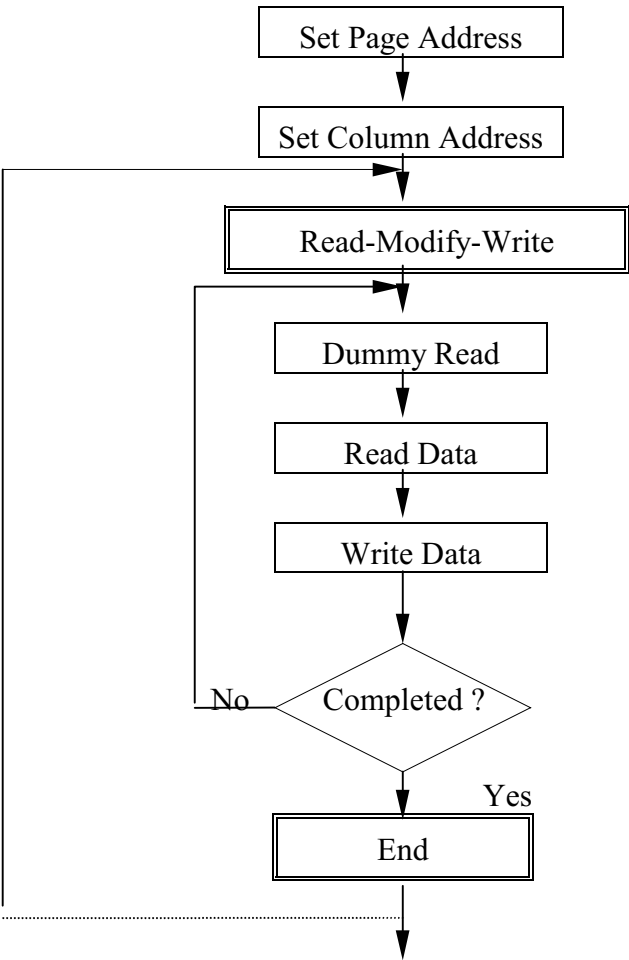 Set Page Address
Set Column Address
Read-Modify-Write
Dummy Read
Read Data
Write Data
Completed ?
No
Yes
End